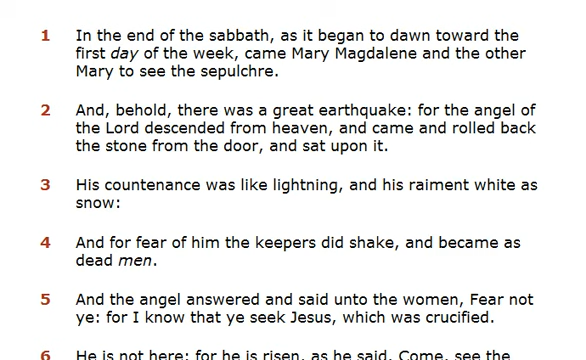 1 In the end of the sabbath, as it began to dawn toward the
first day of the week, came Mary Magdalene and the other
Mary to see the sepulchre.
2 And, behold, there was a great earthquake: for the angel of
the Lord descended from heaven, and came and rolled back
the stone from the door, and sat upon it.
3 His countenance was like lightning, and his raiment white as
snow:
4 And for fear of him the keepers did shake, and became as
dead men.
5 And the angel answered and said unto the women, Fear not
ye: for I know that ye seek Jesus, which was crucified.
6 He is not here: for he is risen, as he said. Come, see the